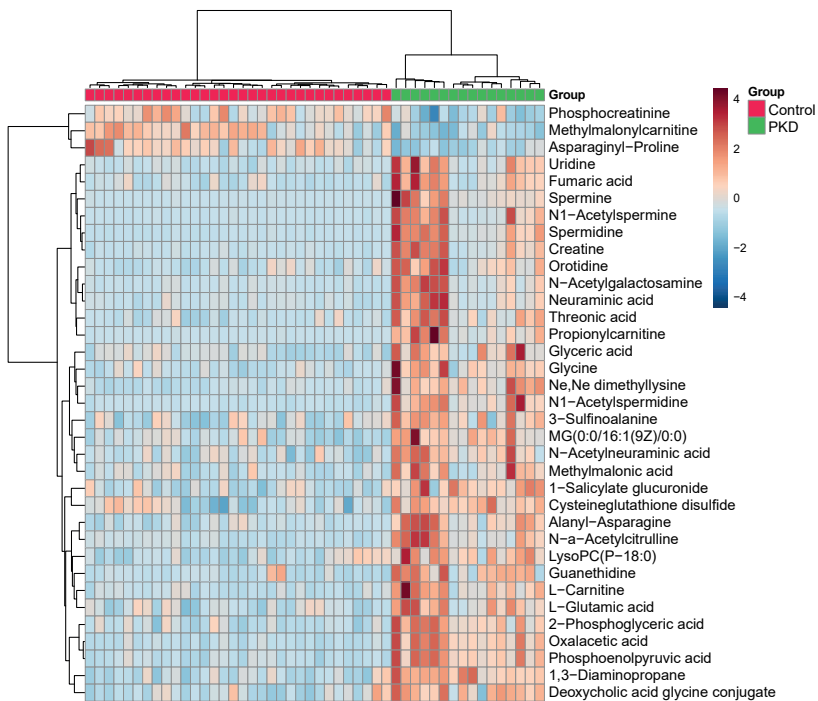 Group
Phosphocreatinine
Methylmalonylcarnitine
Asparaginyl−Proline
Uridine
Fumaric acid
Spermine
N1−Acetylspermine
Spermidine
Creatine
Orotidine
N−Acetylgalactosamine
Neuraminic acid
Threonic acid
Propionylcarnitine
Glyceric acid
Glycine
Ne,Ne dimethyllysine
N1−Acetylspermidine
3−Sulfinoalanine
MG(0:0/16:1(9Z)/0:0)
N−Acetylneuraminic acid
Methylmalonic acid
1−Salicylate glucuronide
Cysteineglutathione disulfide
Alanyl−Asparagine
N−a−Acetylcitrulline
LysoPC(P−18:0)
Guanethidine
L−Carnitine
L−Glutamic acid
2−Phosphoglyceric acid
Oxalacetic acid
Phosphoenolpyruvic acid
1,3−Diaminopropane
Deoxycholic acid glycine conjugate
4
2
0
−2
−4
Group
Control
PKD